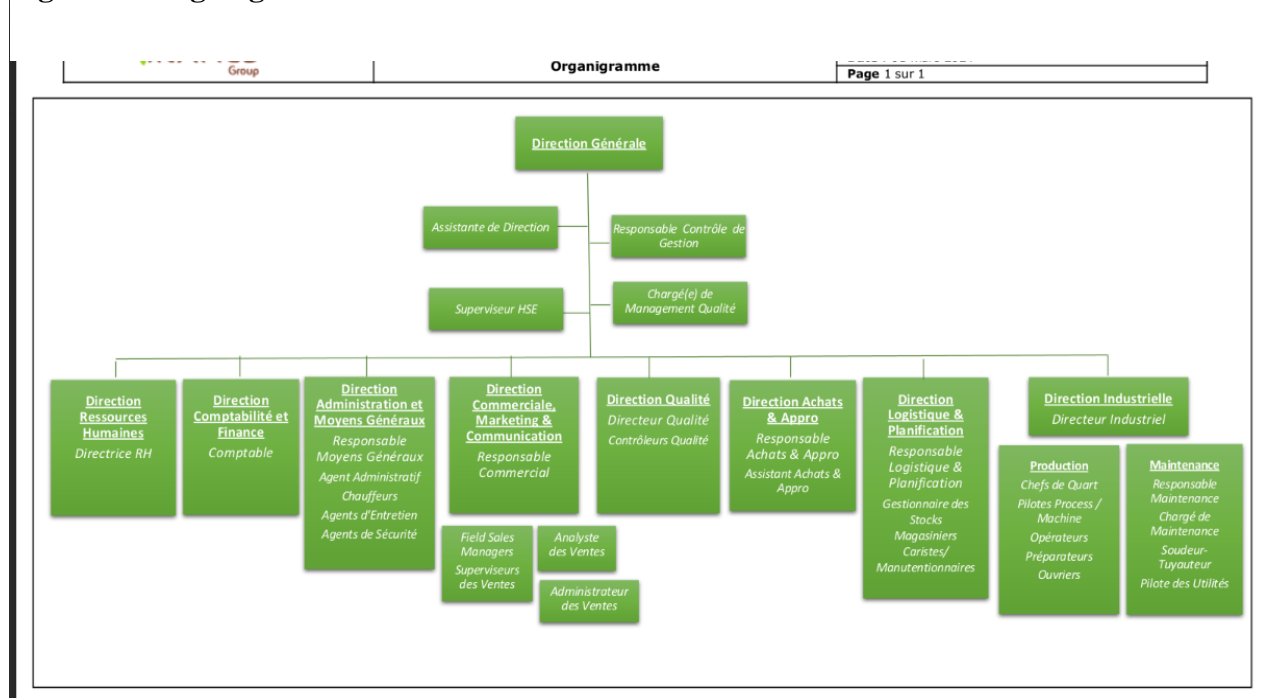 Group
Organigramme
Page 1 sur 1
Direction Générale
Assistante de Direction
Responsable Contrôle de
Gestion
Superviseur HSE
Chargé(e) de
Management Qualité
Direction
Ressources
Humaines
Directrice RH
Direction
Comptabilité et
Finance
Comptable
Direction
Administration et
Moyens Généraux
Responsable
Moyens Généraux
Agent Administratif
Chauffeurs
Agents d'Entretien
Agents de Sécurité
Direction
Commerciale,
Marketing &
Communication
Responsable
Commercial
Field Sales
Managers
Superviseurs
des Ventes
Analyste
des Ventes
Administrateur
des Ventes
Direction Qualité
Directeur Qualité
Contrôleurs Qualité
Direction Achats
& Appro
Responsable
Achats & Appro
Assistant Achats &
Appro
Direction
Logistique &
Planification
Responsable
Logistique &
Planification
Gestionnaire des
Stocks
Magasiniers
Caristes/
Manutentionnaires
Direction Industrielle
Directeur Industriel
Production
Chefs de Quart
Pilotes Process /
Machine
Opérateurs
Préparateurs
Ouvriers
Maintenance
Responsable
Maintenance
Chargé de
Maintenance
Soudeur-
Tuyauteur
Pilote des Utilités